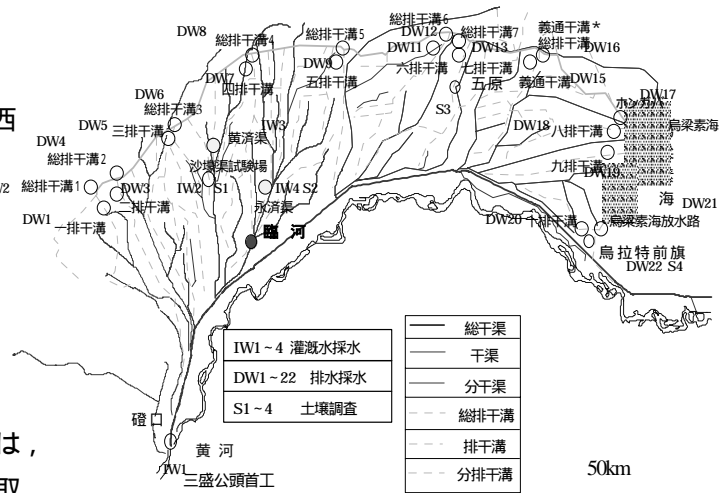 DW8
総排干溝4
総排干溝5
総排干溝6
DW12
総排干溝7
義通干溝*
総排干溝
DW16
DW11
DW13
DW7
四排干溝
DW9
五排干溝
六排干溝
七排干溝
五原
義通干溝
DW15
DW6
総排干溝3
DW17
西
DW5
三排干溝
黄済渠
IW3
S3
DW18
八排干溝
烏梁素海
DW4
総排干溝2
沙壕渠試験場
九排干溝
DW19
総排干溝1
DW3
二排干溝
IW2
S1
IW4 S2
永済渠
海
DW21
DW1
一排干溝
臨河
DW20
十排干溝
烏梁素海放水路
烏拉特前旗
DW22 S4
IW1~4 灌漑水採水
DW1~22 排水採水
S1~4 土壌調査
総干渠
干渠
分干渠
総排干溝
排干溝
分排干溝
磴口
は,
黄河
IW1
三盛公頭首工
取
50km